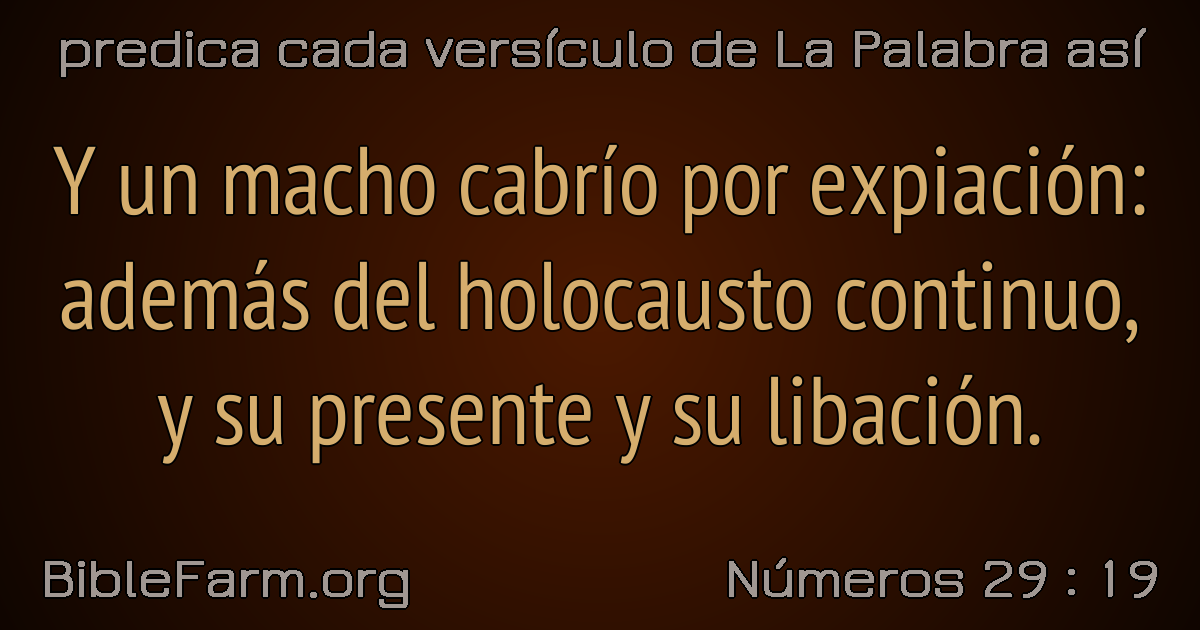 predica cada versículo de La Palabra así
Y un macho cabrío por expiación:
además del holocausto continuo,
y su presente y su libación.
BibleFarm.org
Números 29 : 19